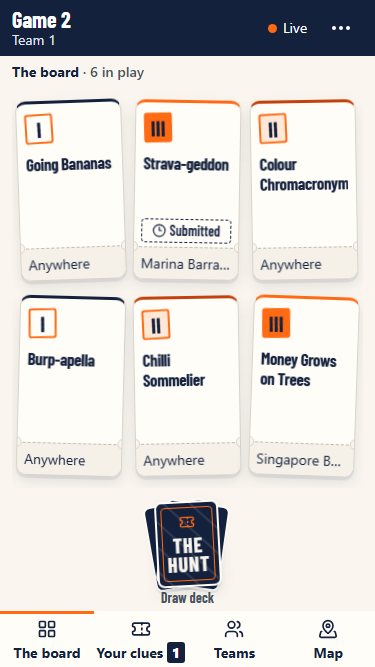 Game 2
Team 1
Live
The board · 6 in play
I
Going Bananas
Anywhere
III
Strava-geddon
Submitted
Marina Barra...
II
Colour
Chromacronym
Anywhere
I
Burp-apella
Anywhere
II
Chilli
Sommelier
Anywhere
III
Money Grows
on Trees
Singapore B...
THE
HUNT
Draw deck
The board
Your clues 1
Teams
Map